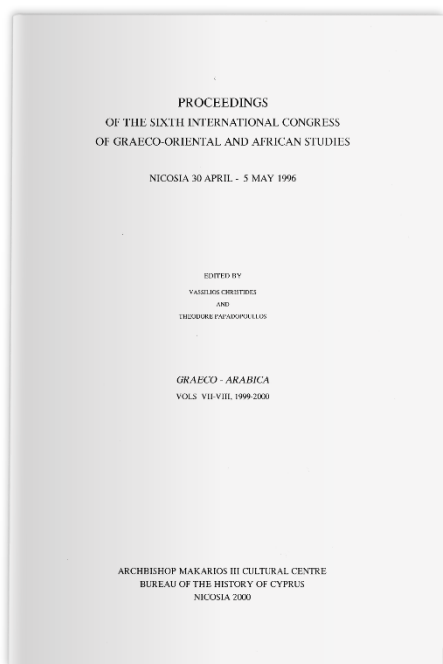 PROCEEDINGS
OF THE SIXTH INTERNATIONAL CONGRESS
OF GRAECO-ORIENTAL AND AFRICAN STUDIES
NICOSIA 30 APRIL - 5 MAY 1996
EDITED BY
VASSILIOS CHRISTIDES
AND
THEODORE PAPADOPOULLOS
GRAECO - ARABICA
VOLS VII-VIII, 1999-2000
ARCHBISHOP MAKARIOS III CULTURAL CENTRE
BUREAU OF THE HISTORY OF CYPRUS
NICOSIA 2000